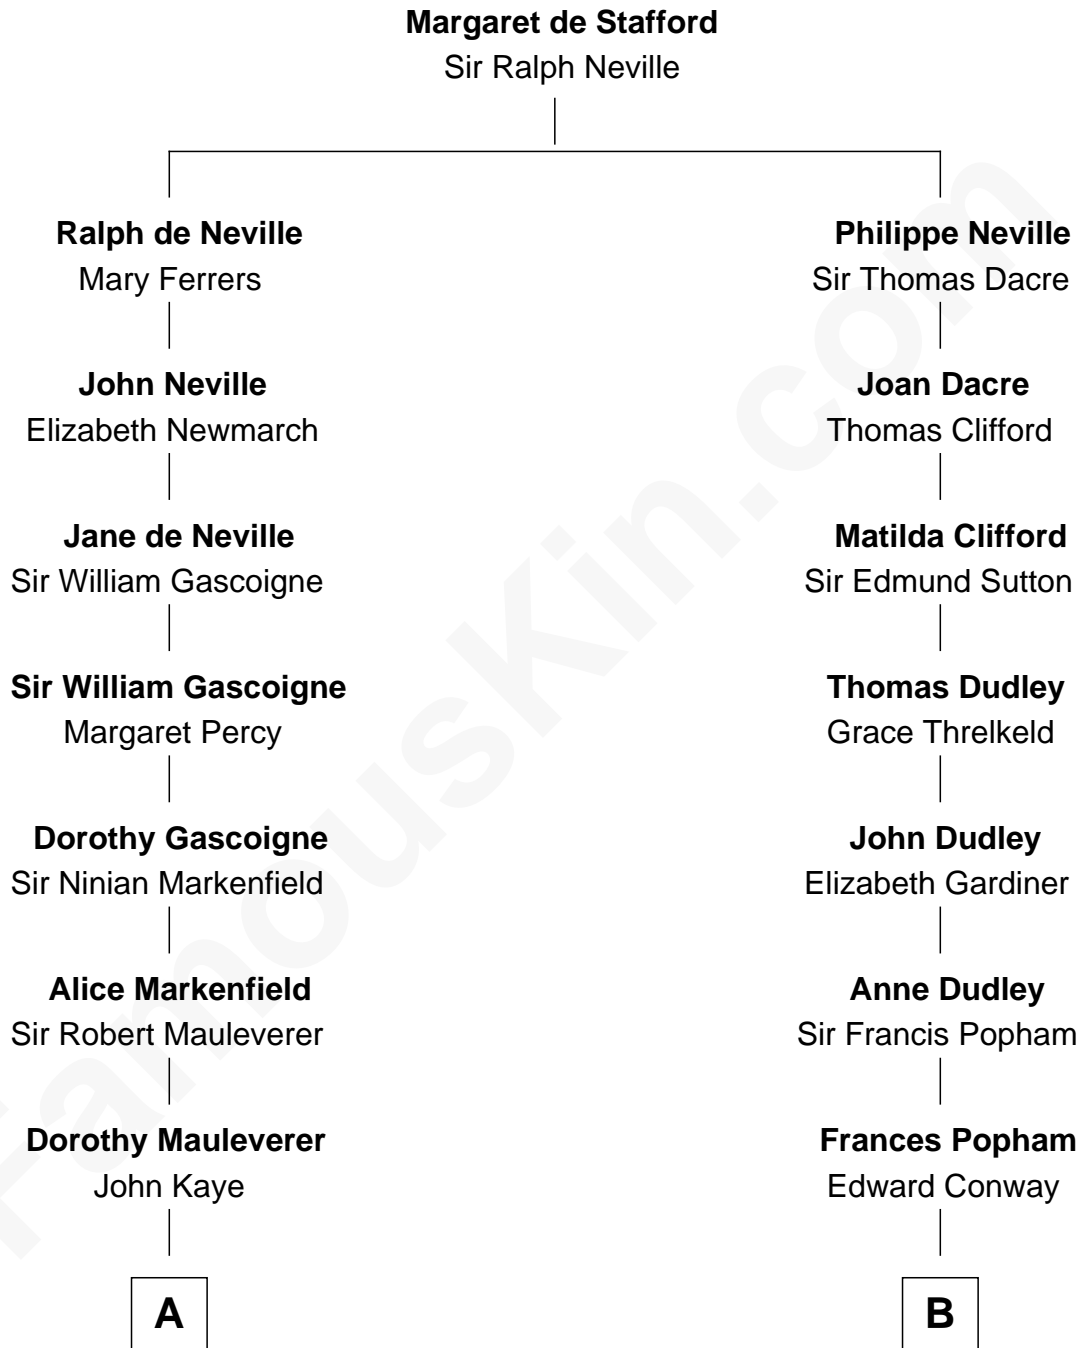 Margaret de Stafford
Sir Ralph Neville
Ralph de Neville
Mary Ferrers
John Neville
Elizabeth Newmarch
Jane de Neville
Sir William Gascoigne
Sir William Gascoigne
Margaret Percy
Dorothy Gascoigne
Sir Ninian Markenfield
Alice Markenfield
Sir Robert Mauleverer
Dorothy Mauleverer
John Kaye
A
Philippe Neville
Sir Thomas Dacre
Joan Dacre
Thomas Clifford
Matilda Clifford
Sir Edmund Sutton
Thomas Dudley
Grace Threlkeld
John Dudley
Elizabeth Gardiner
Anne Dudley
Sir Francis Popham
Frances Popham
Edward Conway
B
FamousKin.com